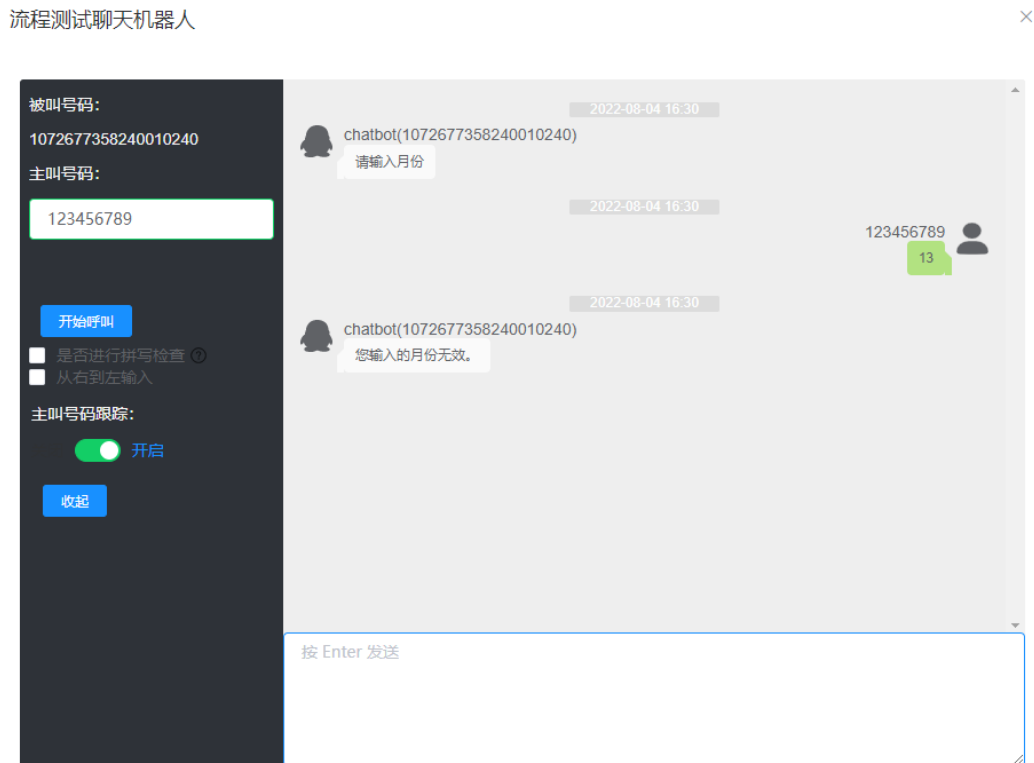 流程测试聊天机器人
被叫号码：
1072677358240010240
主叫号码：
123456789
开始呼叫
是否进行拼写检查
从右到左输入
主叫号码跟踪：
开启
收起
2022-08-04 16:30
chatbot(1072677358240010240)
请输入月份
2022-08-04 16:30
123456789
13
2022-08-04 16:30
chatbot(1072677358240010240)
您输入的月份无效。
按 Enter 发送